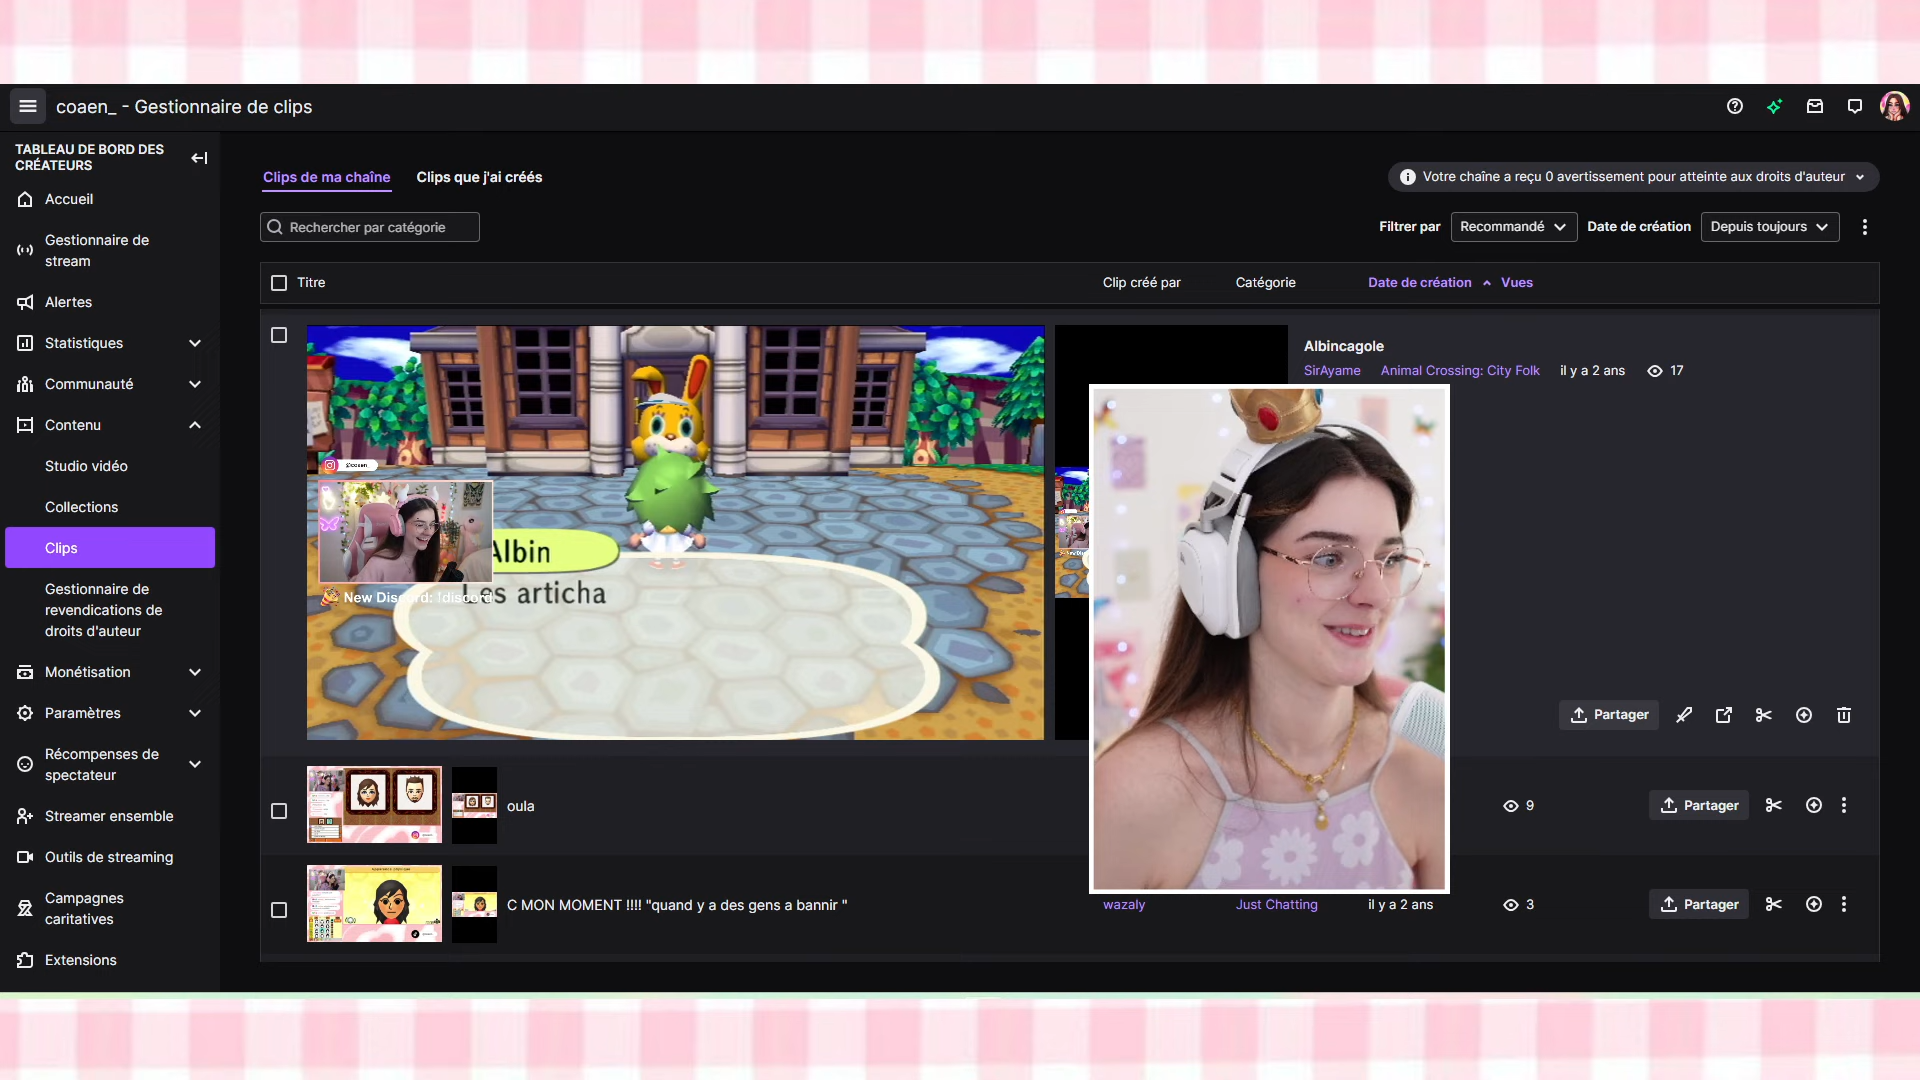 coaen_ - Gestionnaire de clips
TABLEAU DE BORD DES
CRÉATEURS
Accueil
Gestionnaire de
stream
Alertes
Statistiques
Communauté
Contenu
Studio vidéo
Collections
Clips
Gestionnaire de
revendications de
droits d'auteur
Monétisation
Paramètres
Récompenses de
spectateur
Streamer ensemble
Outils de streaming
Campagnes
caritatives
Extensions
Clips de ma chaîne
Clips que j'ai créés
Votre chaîne a reçu 0 avertissement pour atteinte aux droits d'auteur
Rechercher par catégorie
Filtrer par
Recommandé
Date de création
Depuis toujours
Titre
Clip créé par
Catégorie
Date de création
Vues
@coaen
Albin
Les articha
New Discord: !discord
Albincagole
SirAyame
Animal Crossing: City Folk
il y a 2 ans
17
Partager
oula
9
Partager
C MON MOMENT !!!! "quand y a des gens a bannir "
wazaly
Just Chatting
il y a 2 ans
3
Partager